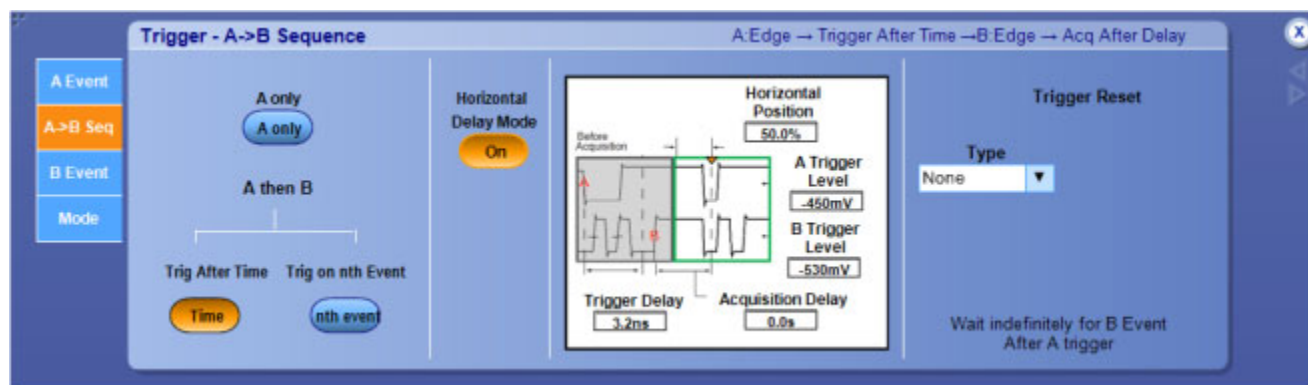 Trigger - A->B Sequence
A:Edge → Trigger After Time →B:Edge → Acq After Delay
X
A Event
A->B Seq
B Event
Mode
A only
A only
A then B
Trig After Time
Trig on nth Event
Time
nth event
Horizontal
Delay Mode
On
Horizontal
Position
50.0%
Before
Acquisition
A
B
A Trigger
Level
-450mV
B Trigger
Level
-530mV
Trigger Delay
3.2ns
Acquisition Delay
0.0s
Trigger Reset
Type
None
Wait indefinitely for B Event
After A trigger